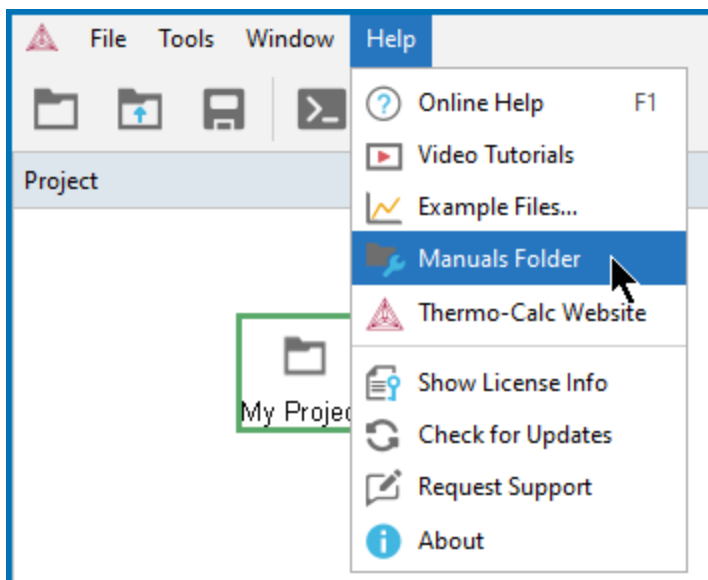 File Tools Window Help
Online Help F1
Video Tutorials
Example Files...
Project
Manuals Folder
Thermo-Calc Website
Show License Info
My Projec
Check for Updates
Request Support
About